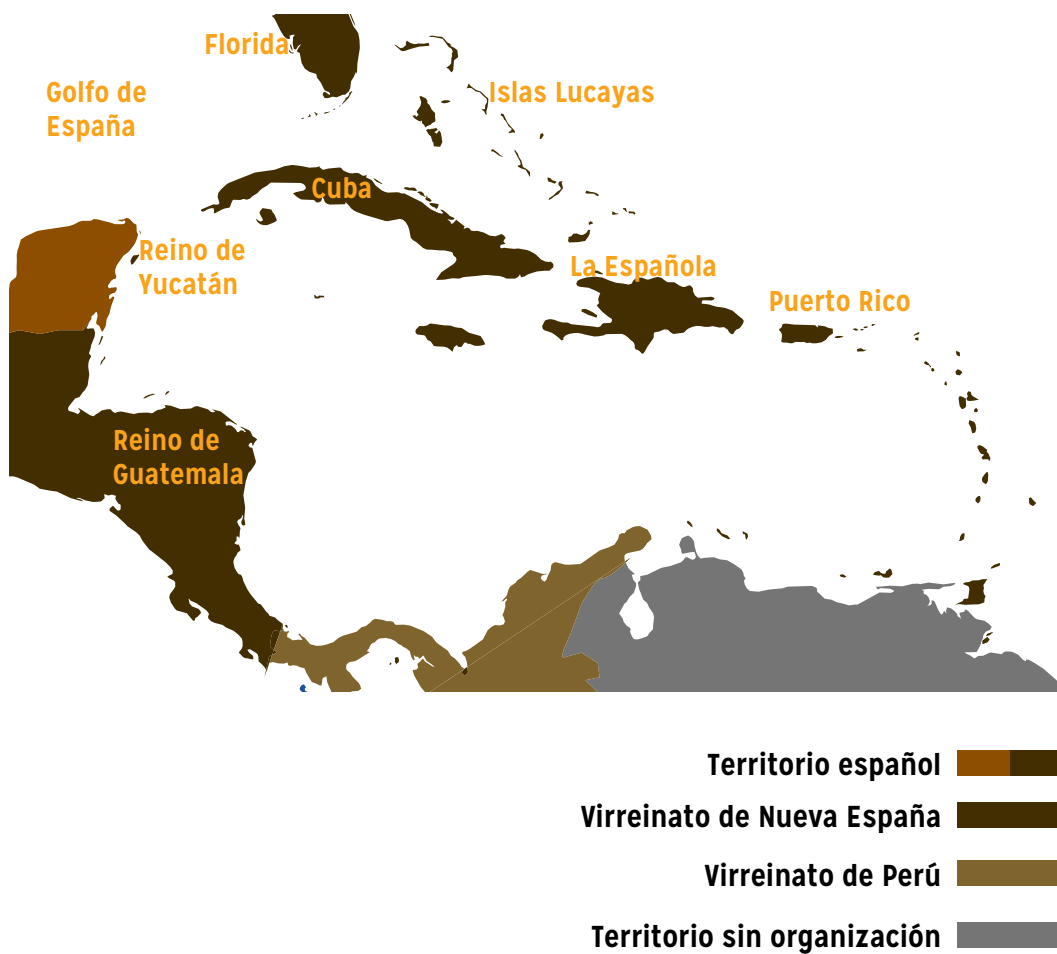 Florida
Golfo de
España
Islas Lucayas
Cuba
Reino de
Yucatán
La Española
Puerto Rico
Reino de
Guatemala
Territorio español
Virreinato de Nueva España
Virreinato de Perú
Territorio sin organización